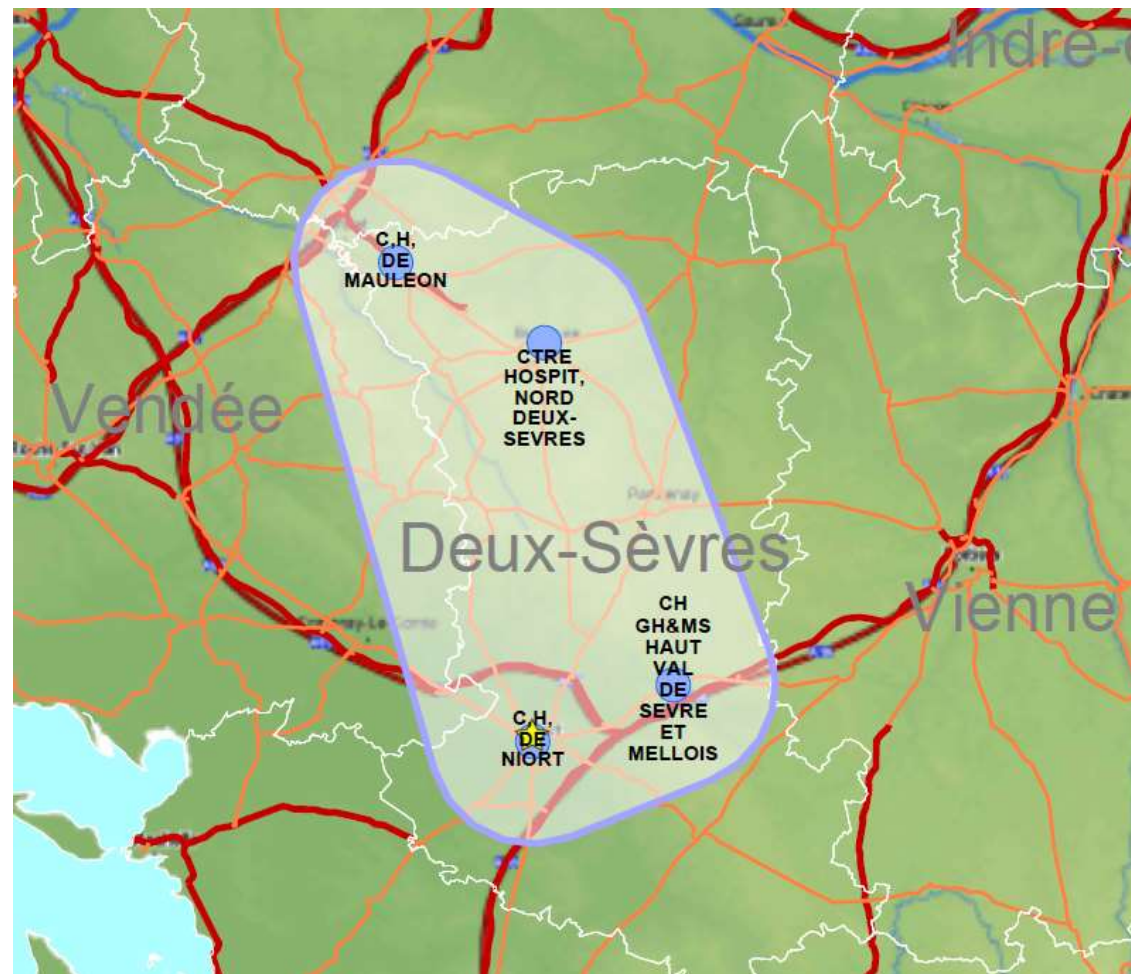 Indre-
C,H,
DE
MAULEON
CTRE
HOSPIT,
NORD
DEUX-
SEVRES
Vendée
Parthenay
Deux-Sèvres
CH
GH&MS
HAUT
VAL
DE
SEVRE
ET
MELLOIS
Vienne
C,H,
DE
NIORT